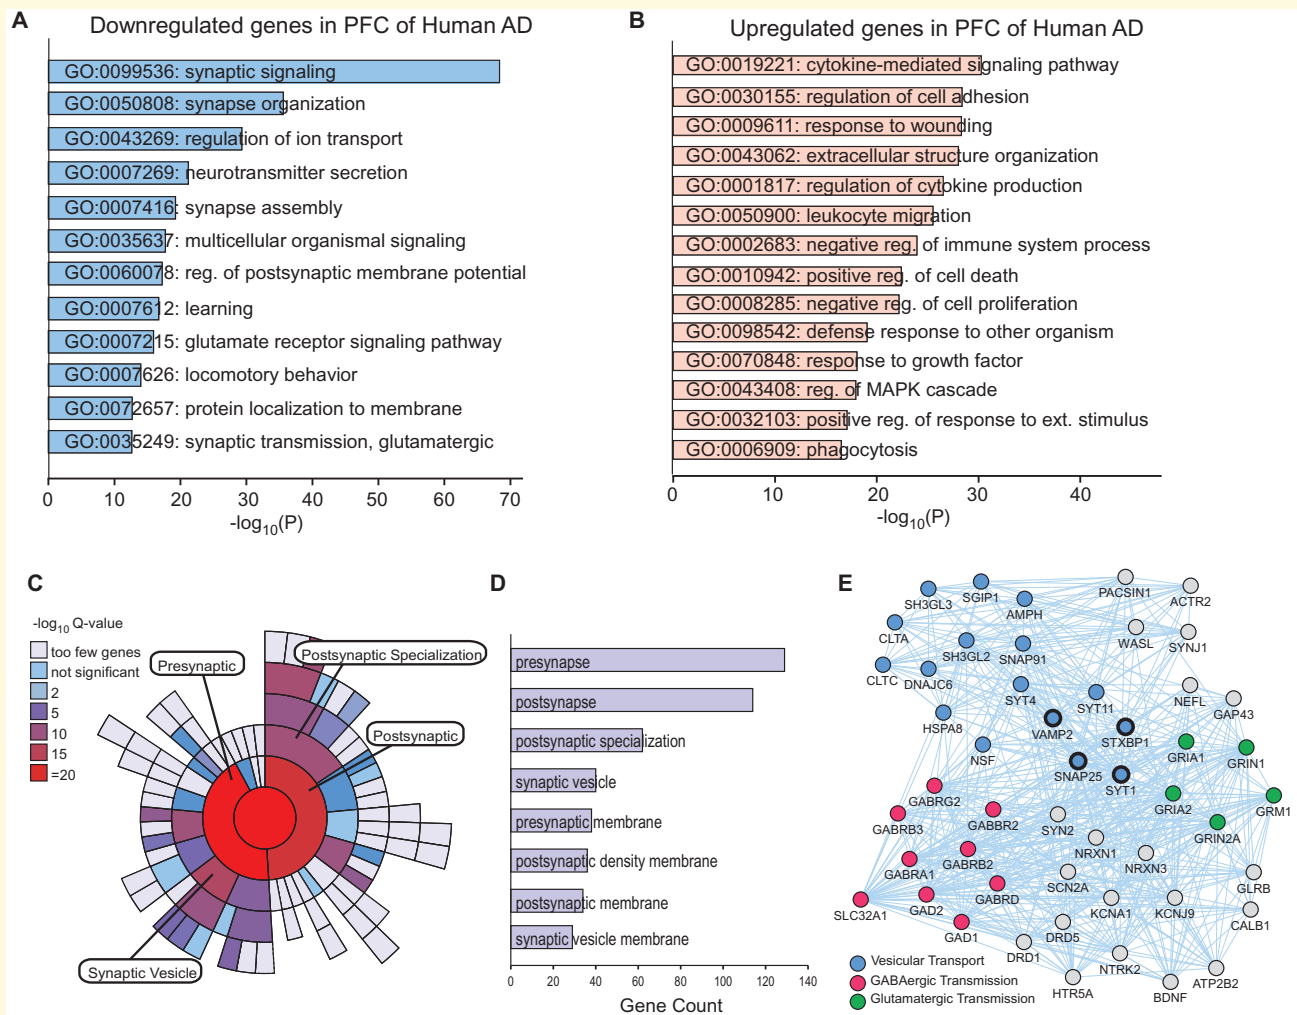 A
Downregulated genes in PFC of Human AD
GO:0099536: synaptic signaling
GO:0050808: synapse organization
GO:0043269: regulation of ion transport
GO:0007269: neurotransmitter secretion
GO:0007416: synapse assembly
GO:0035637: multicellular organismal signaling
GO:0060078: reg. of postsynaptic membrane potential
GO:0007612: learning
GO:0007215: glutamate receptor signaling pathway
GO:0007626: locomotory behavior
GO:0072657: protein localization to membrane
GO:0035249: synaptic transmission, glutamatergic
0 10 20 30 40 50 60 70
-log10(P)
B
Upregulated genes in PFC of Human AD
GO:0019221: cytokine-mediated signaling pathway
GO:0030155: regulation of cell adhesion
GO:0009611: response to wounding
GO:0043062: extracellular structure organization
GO:0001817: regulation of cytokine production
GO:0050900: leukocyte migration
GO:0002683: negative reg. of immune system process
GO:0010942: positive reg. of cell death
GO:0008285: negative reg. of cell proliferation
GO:0098542: defense response to other organism
GO:0070848: response to growth factor
GO:0043408: reg. of MAPK cascade
GO:0032103: positive reg. of response to ext. stimulus
GO:0006909: phagocytosis
0 10 20 30 40
-log10(P)
C
-log10 Q-value
too few genes
not significant
2
5
10
15
=20
Presynaptic
Postsynaptic Specialization
Postsynaptic
Synaptic Vesicle
D
presynapse
postsynapse
postsynaptic specialization
synaptic vesicle
presynaptic membrane
postsynaptic density membrane
postsynaptic membrane
synaptic vesicle membrane
0 20 40 60 80 100 120 140
Gene Count
E
SH3GL3
SGIP1
AMPH
PACSIN1
ACTR2
CLTA
SH3GL2
SNAP91
WASL
SYNJ1
CLTC
DNAJC6
SYT4
SYT11
NEFL
GAP43
HSPA8
VAMP2
STXBP1
NSF
SNAP25
SYT1
GRIA1
GRIN1
GABRG2
GABRB3
GABBR2
SYN2
GRIA2
GRM1
GRIN2A
GABRA1
GABRB2
NRXN1
NRXN3
GABRD
SCN2A
GLRB
SLC32A1
GAD2
KCNA1
KCNJ9
CALB1
GAD1
DRD5
DRD1
NTRK2
HTR5A
BDNF
ATP2B2
Vesicular Transport
GABAergic Transmission
Glutamatergic Transmission